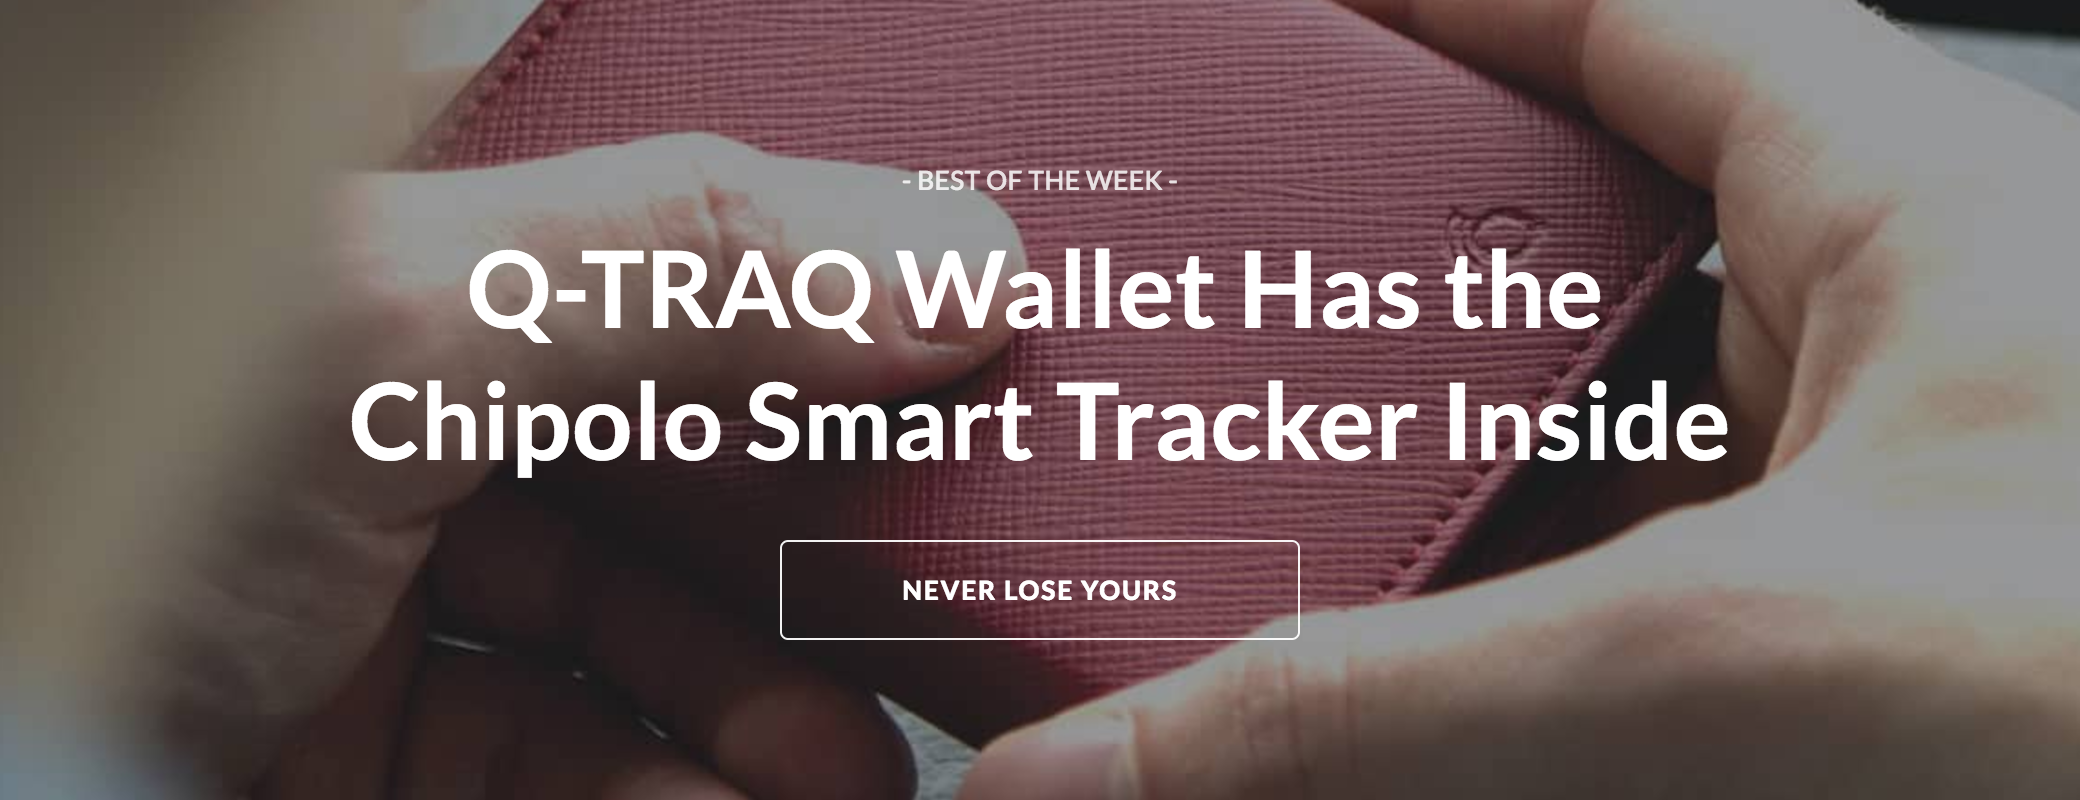 - BEST OF THE WEEK -
Q-TRAQ Wallet Has the
Chipolo Smart Tracker Inside
NEVER LOSE YOURS